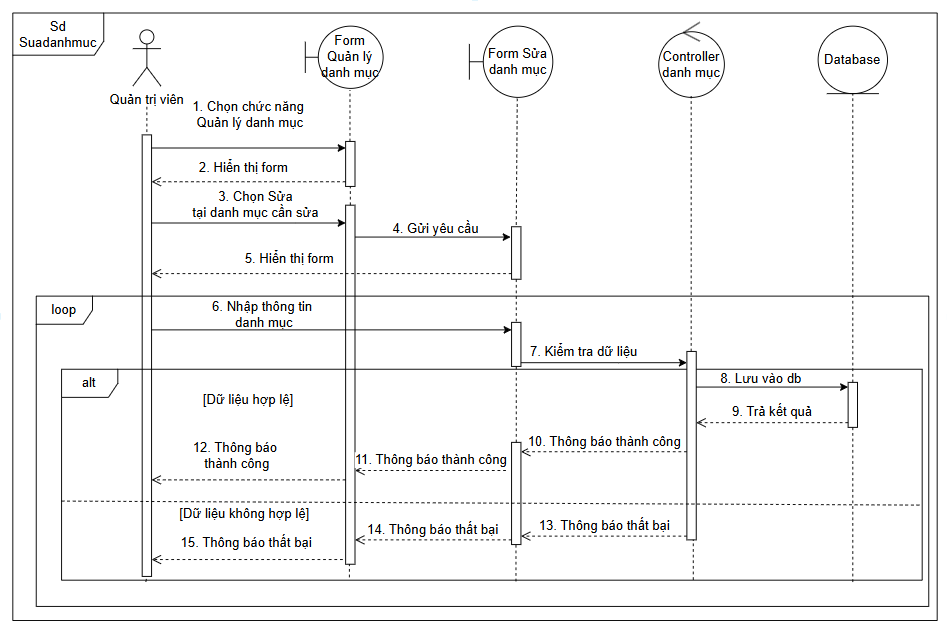 Sd
Suadanhmuc
Quản trị viên
Form
Quản lý
danh mục
Form Sửa
danh mục
Controller
danh mục
Database
1. Chọn chức năng
Quản lý danh mục
2. Hiển thị form
3. Chọn Sửa
tại danh mục cần sửa
4. Gửi yêu cầu
5. Hiển thị form
loop
6. Nhập thông tin
danh mục
7. Kiểm tra dữ liệu
alt
8. Lưu vào db
[Dữ liệu hợp lệ]
9. Trả kết quả
10. Thông báo thành công
11. Thông báo thành công
12. Thông báo
thành công
[Dữ liệu không hợp lệ]
13. Thông báo thất bại
14. Thông báo thất bại
15. Thông báo thất bại